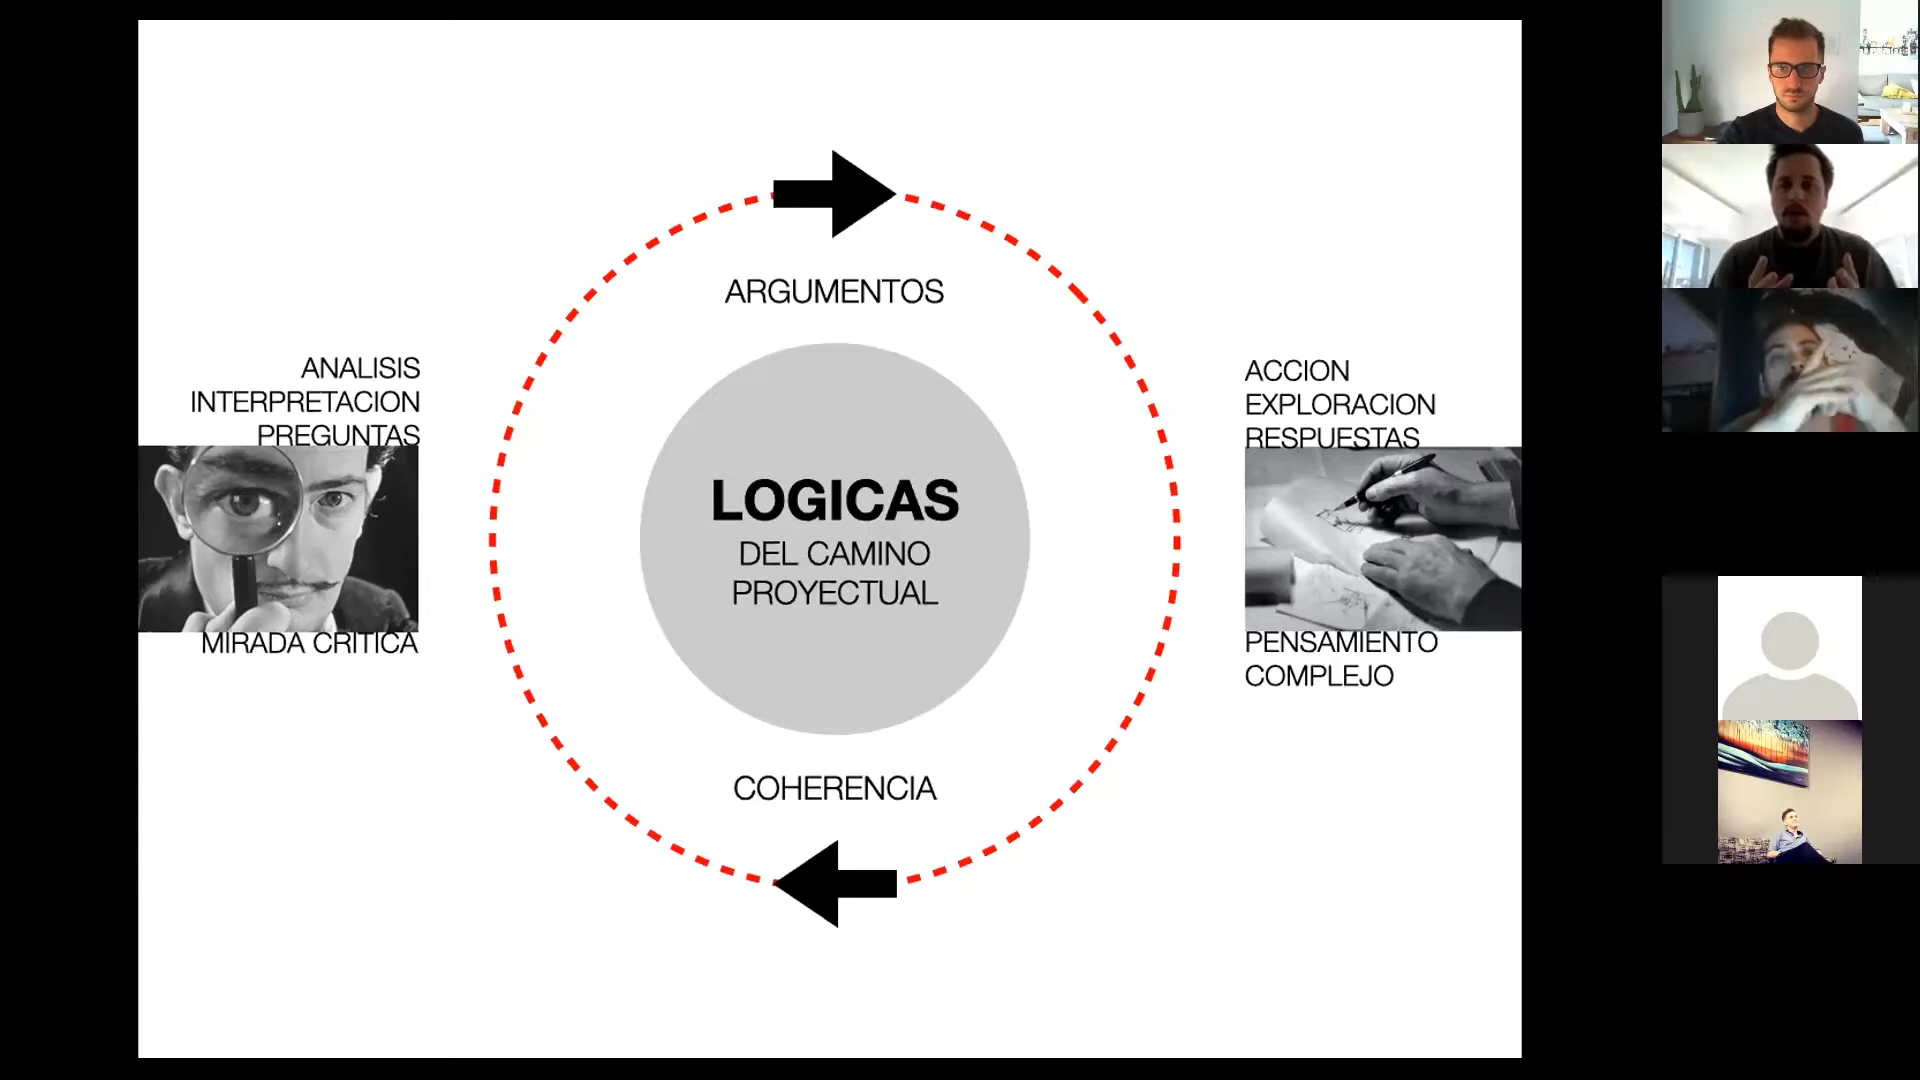 ARGUMENTOS
ANALISIS
INTERPRETACION
PREGUNTAS
MIRADA CRITICA
LOGICAS
DEL CAMINO
PROYECTUAL
ACCION
EXPLORACION
RESPUESTAS
PENSAMIENTO
COMPLEJO
COHERENCIA